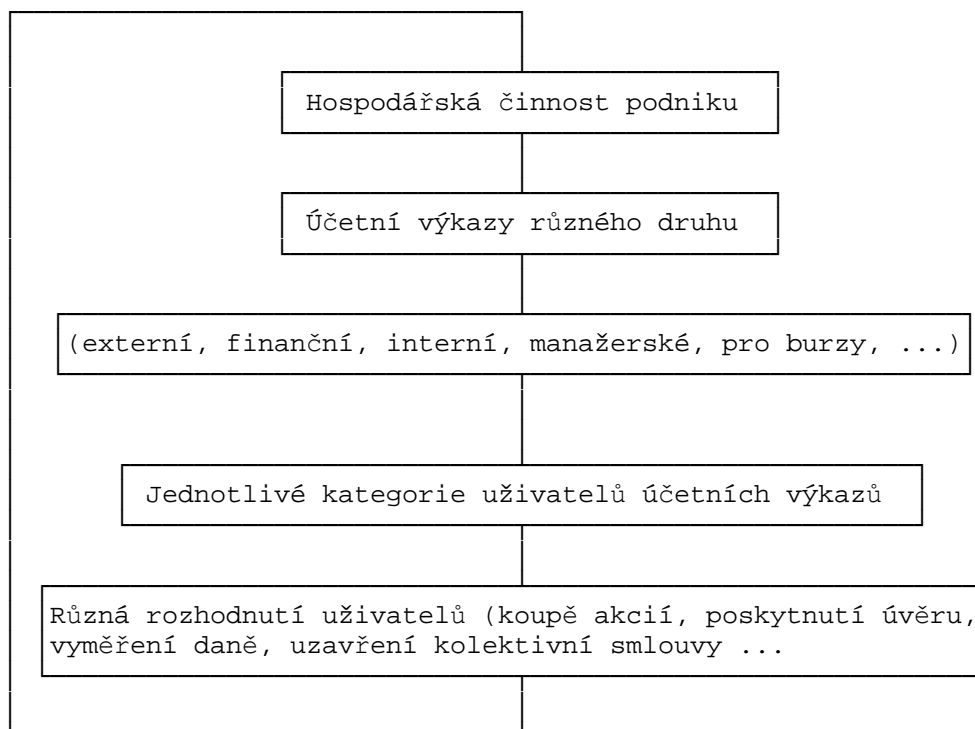 Hospodářská činnost podniku
Účetní výkazy různého druhu
(externí, finanční, interní, manažerské, pro burzy, ...)
Jednotlivé kategorie uživatelů účetních výkazů
Různá rozhodnutí uživatelů (koupě akcií, poskytnutí úvěru,
vyměření daně, uzavření kolektivní smlouvy ...